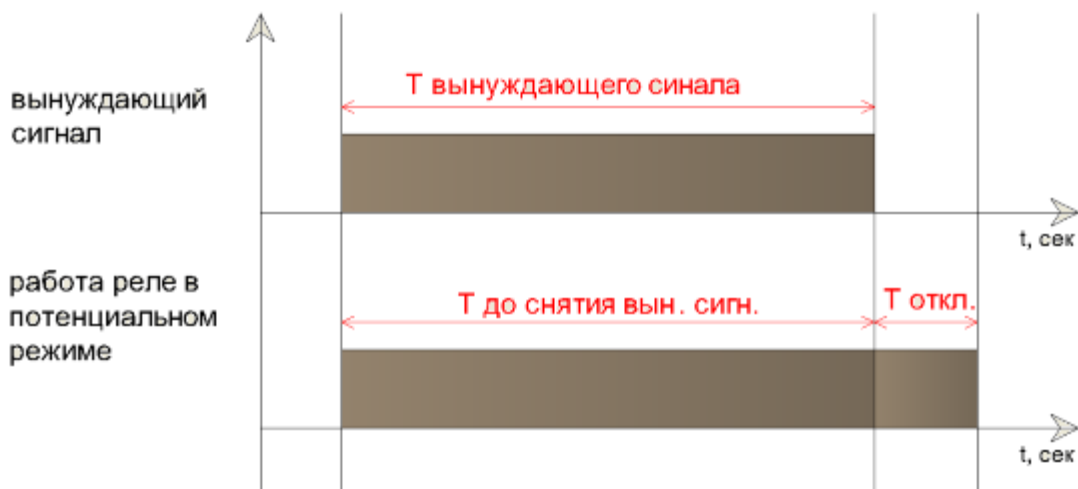 Т вынуждающего синала
вынуждающий
сигнал
t, сек
работа реле в
потенциальном
режиме
Т до снятия вын. сигн.
Т откл.
t, сек